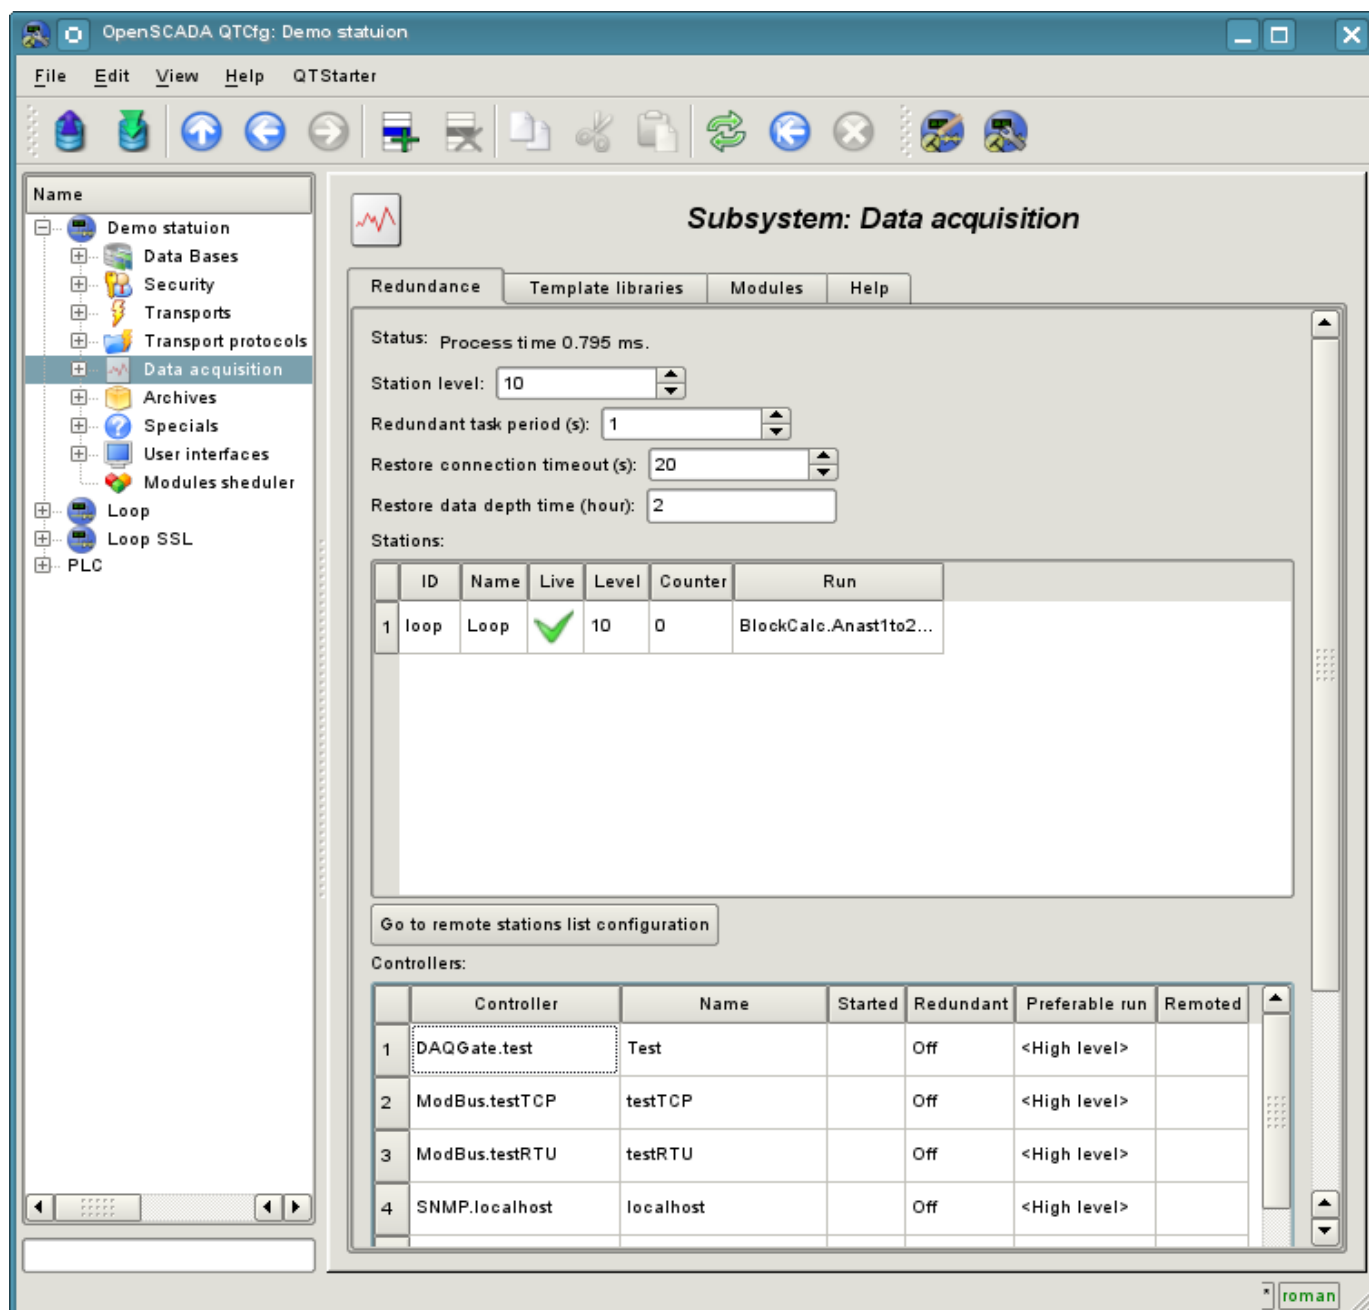 OpenSCADA QTCfg: Demo statuion
File Edit View Help QTStarter
Name
Demo statuion
Data Bases
Security
Transports
Transport protocols
Data acquisition
Archives
Specials
User interfaces
Modules sheduler
Loop
Loop SSL
PLC
Subsystem: Data acquisition
Redundance Template libraries Modules Help
Status: Process time 0.795 ms.
Station level: 10
Redundant task period (s): 1
Restore connection timeout (s): 20
Restore data depth time (hour): 2
Stations:
ID Name Live Level Counter Run
1 loop Loop 10 0 BlockCalc.Anast1to2...
Go to remote stations list configuration
Controllers:
Controller Name Started Redundant Preferable run Remoted
1 DAQGate.test Test Off <High level>
2 ModBus.testTCP testTCP Off <High level>
3 ModBus.testRTU testRTU Off <High level>
4 SNMP.localhost localhost Off <High level>
* roman